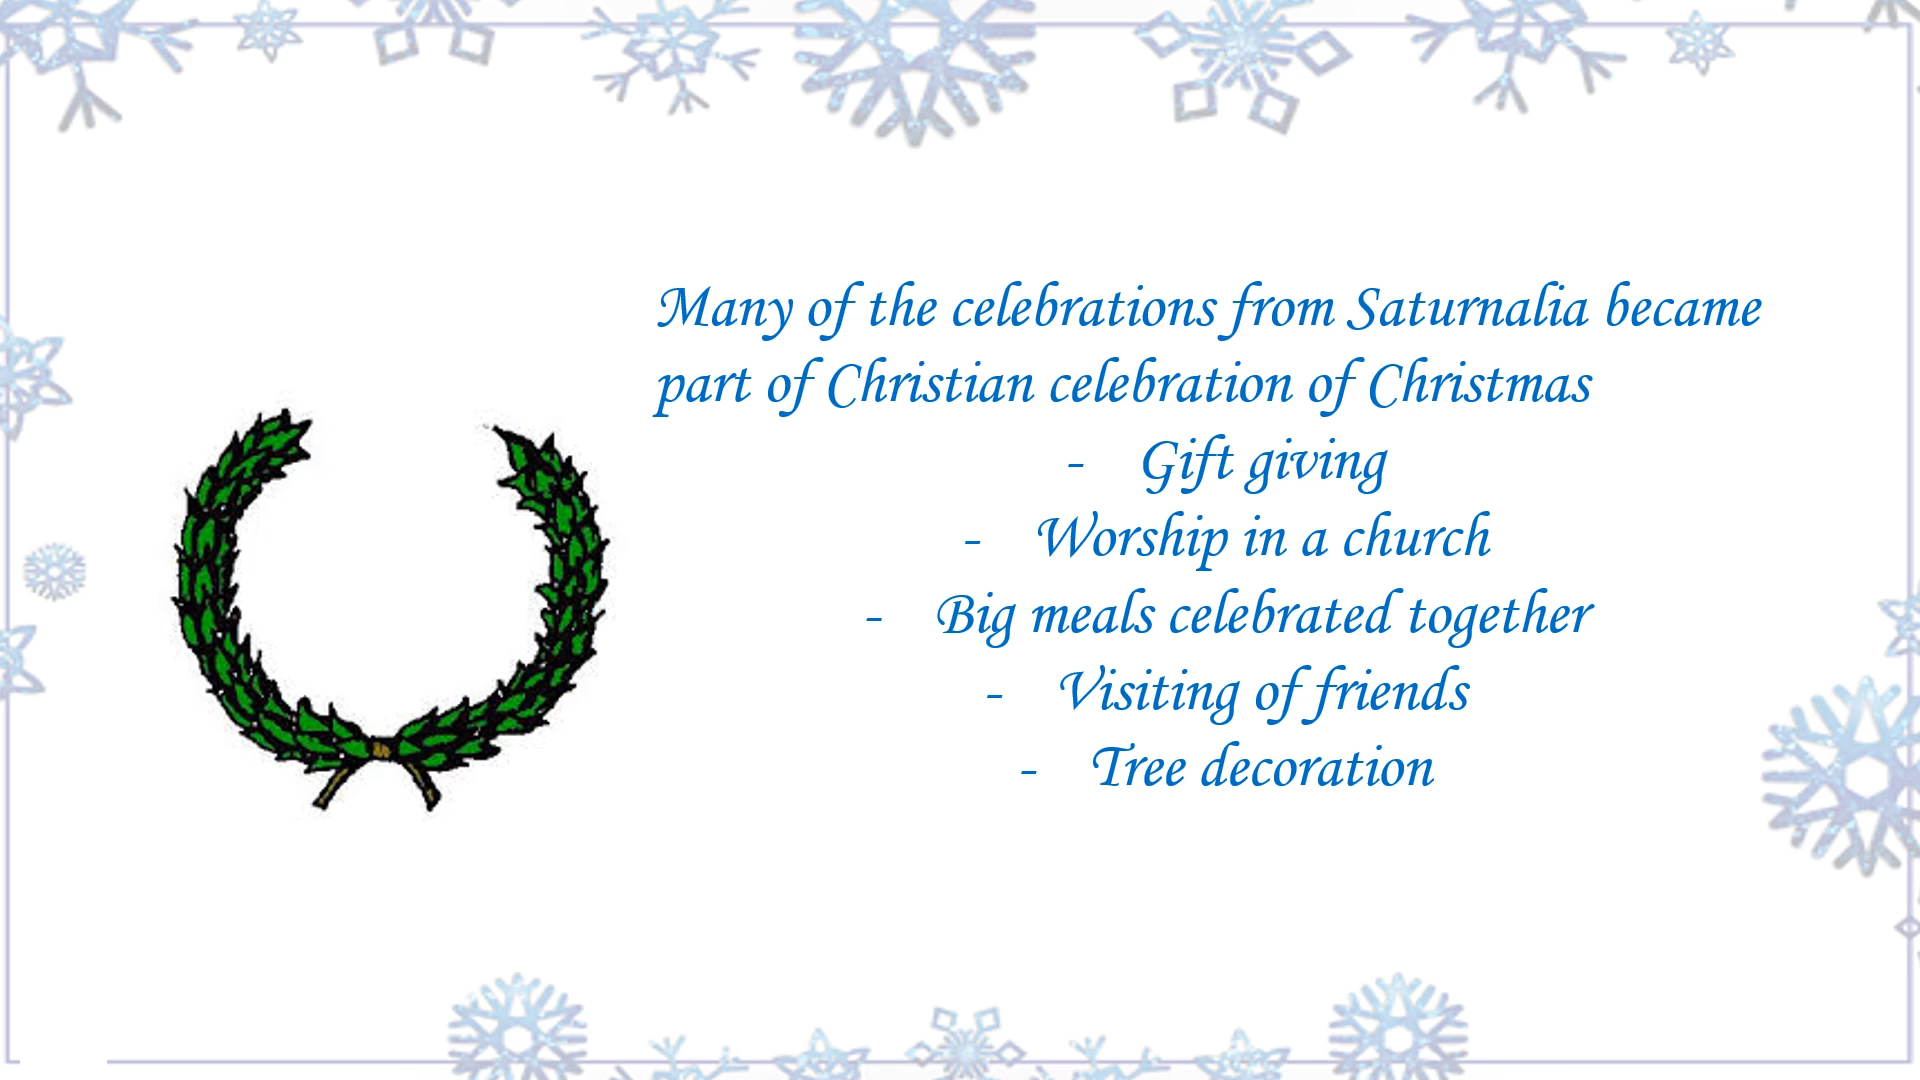 Many of the celebrations from Saturnalia became
part of Christian celebration of Christmas
- Gift giving
- Worship in a church
- Big meals celebrated together
- Visiting of friends
- Tree decoration